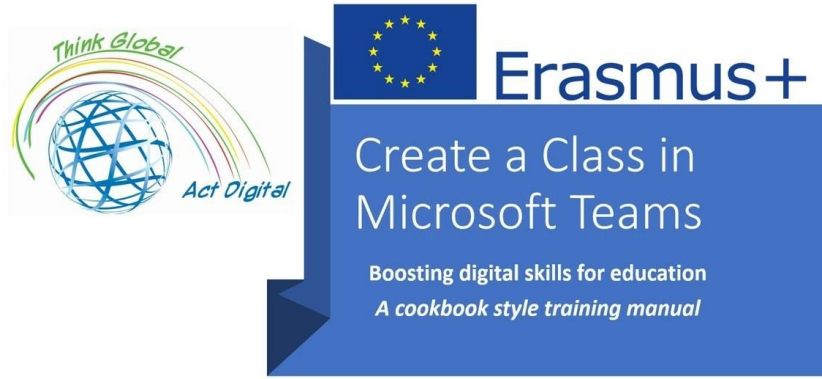 Think Global
Act Digital
Erasmus+
Create a Class in
Microsoft Teams
Boosting digital skills for education
A cookbook style training manual